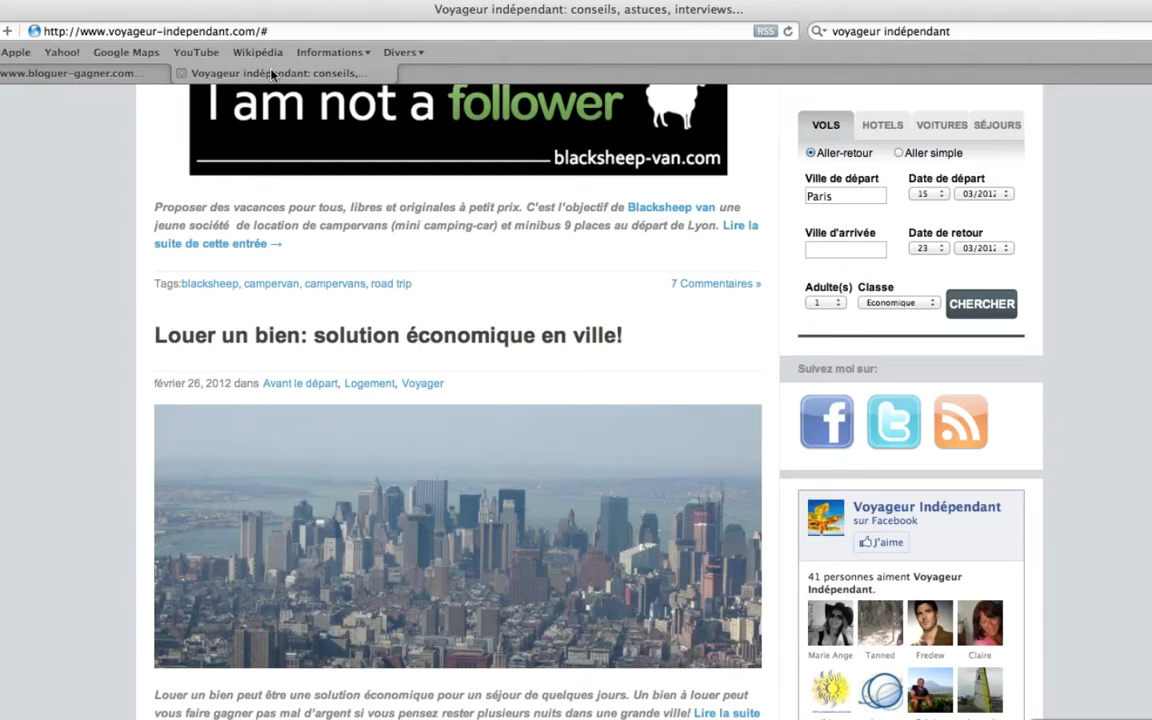 Voyageur indépendant: conseils, astuces, interviews...
+ http://www.voyageur-independant.com/# RSS voyageur indépendant
Apple Yahoo! Google Maps YouTube Wikipédia Informations▾ Divers▾
www.bloguer-gagner.com... Voyageur indépendant: conseils,...
I am not a follower
blacksheep-van.com
Proposer des vacances pour tous, libres et originales à petit prix. C'est l'objectif de Blacksheep van une
jeune société de location de campervans (mini camping-car) et minibus 9 places au départ de Lyon. Lire la
suite de cette entrée →
Tags:blacksheep, campervan, campervans, road trip 7 Commentaires »
Louer un bien: solution économique en ville!
février 26, 2012 dans Avant le départ, Logement, Voyager
Louer un bien peut être une solution économique pour un séjour de quelques jours. Un bien à louer peut
vous faire gagner pas mal d'argent si vous pensez rester plusieurs nuits dans une grande ville! Lire la suite
VOLS HOTELS VOITURES SÉJOURS
Aller-retour Aller simple
Ville de départ Date de départ
Paris 15 03/201
Ville d'arrivée Date de retour
23 03/201
Adulte(s) Classe
1 Economique CHERCHER
Suivez moi sur:
Voyageur Indépendant
sur Facebook
J'aime
41 personnes aiment Voyageur
Indépendant.
Marie Ange Tanned Fredew Claire